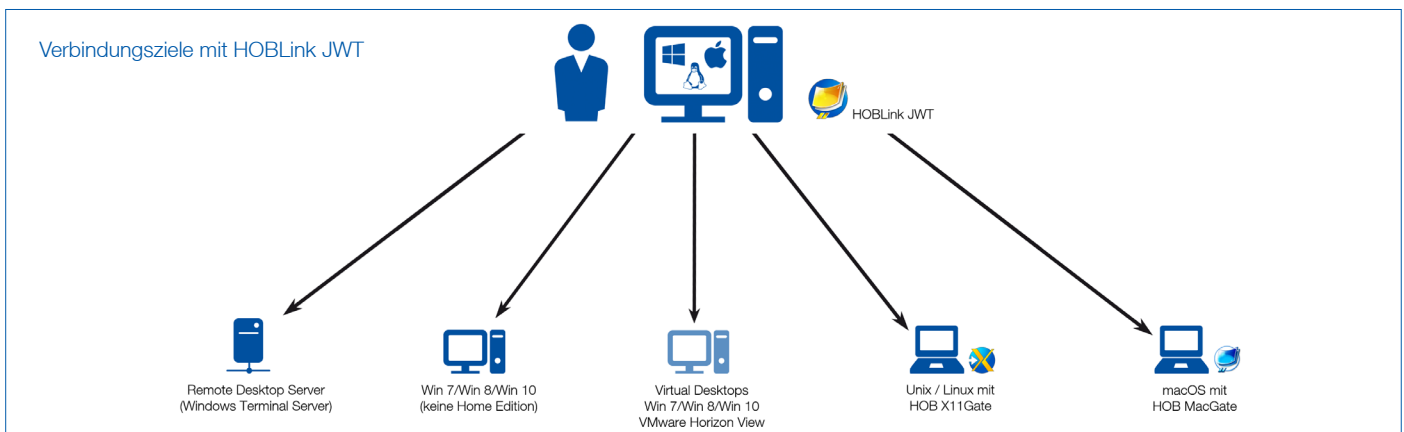 Verbindungsziele mit HOBLink JWT
HOBLink JWT
Remote Desktop Server
(Windows Terminal Server)
Win 7/Win 8/Win 10
(keine Home Edition)
Virtual Desktops
Win 7/Win 8/Win 10
VMware Horizon View
Unix / Linux mit
HOB X11Gate
macOS mit
HOB MacGate